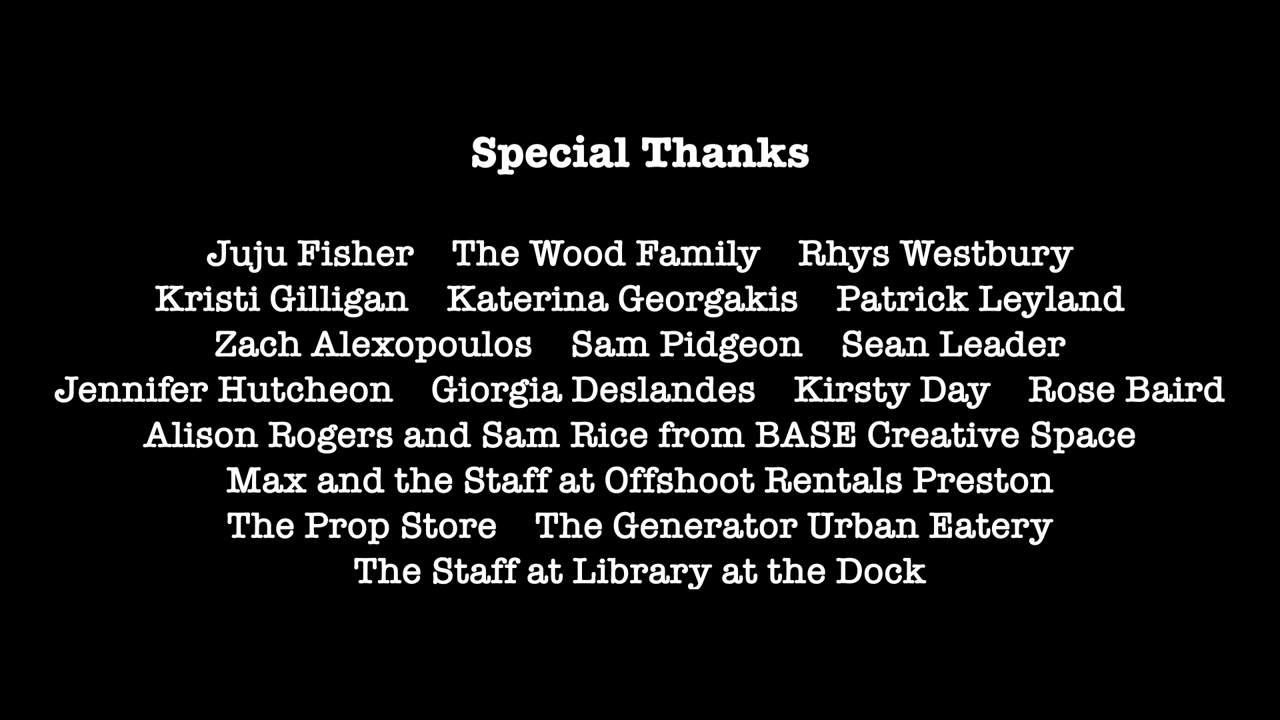 Special Thanks
Juju Fisher The Wood Family Rhys Westbury
Kristi Gilligan Katerina Georgakis Patrick Leyland
Zach Alexopoulos Sam Pidgeon Sean Leader
Jennifer Hutcheon Giorgia Deslandes Kirsty Day Rose Baird
Alison Rogers and Sam Rice from BASE Creative Space
Max and the Staff at Offshoot Rentals Preston
The Prop Store The Generator Urban Eatery
The Staff at Library at the Dock